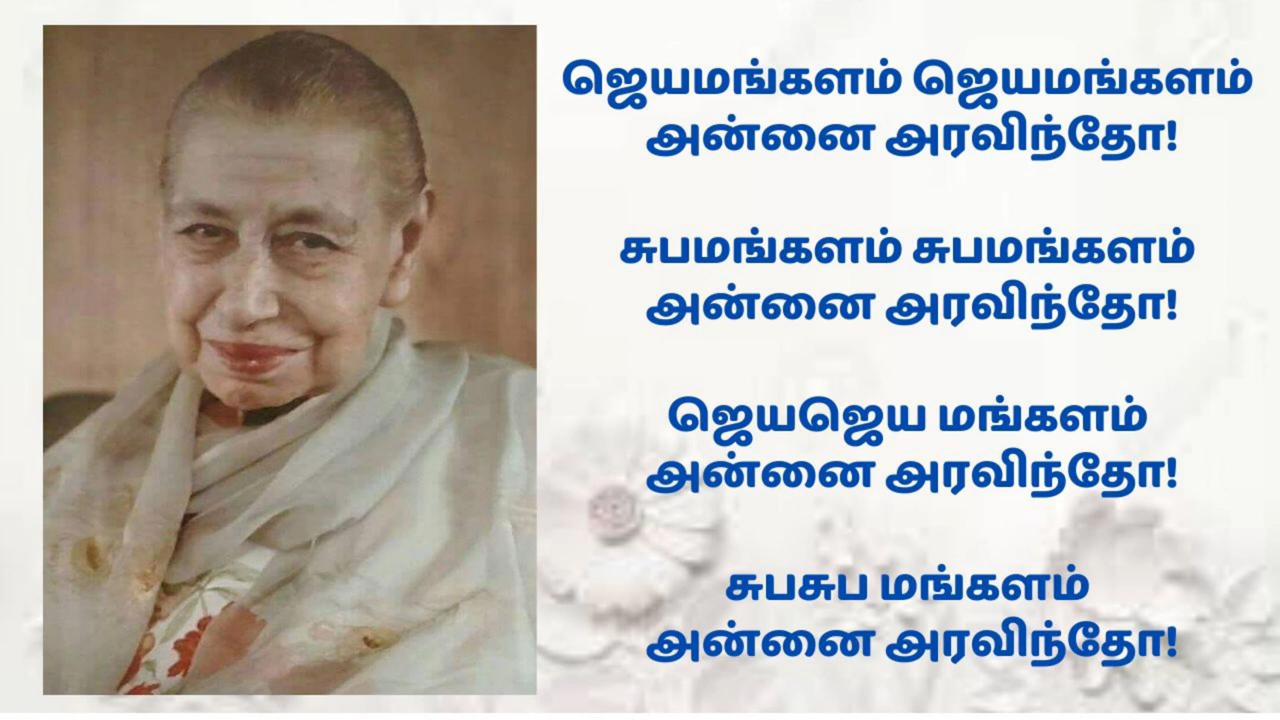 ஜெயமங்களம் ஜெயமங்களம்
அன்னை அரவிந்தோ!
சுபமங்களம் சுபமங்களம்
அன்னை அரவிந்தோ!
ஜெயஜெய மங்களம்
அன்னை அரவிந்தோ!
சுபசுப மங்களம்
அன்னை அரவிந்தோ!